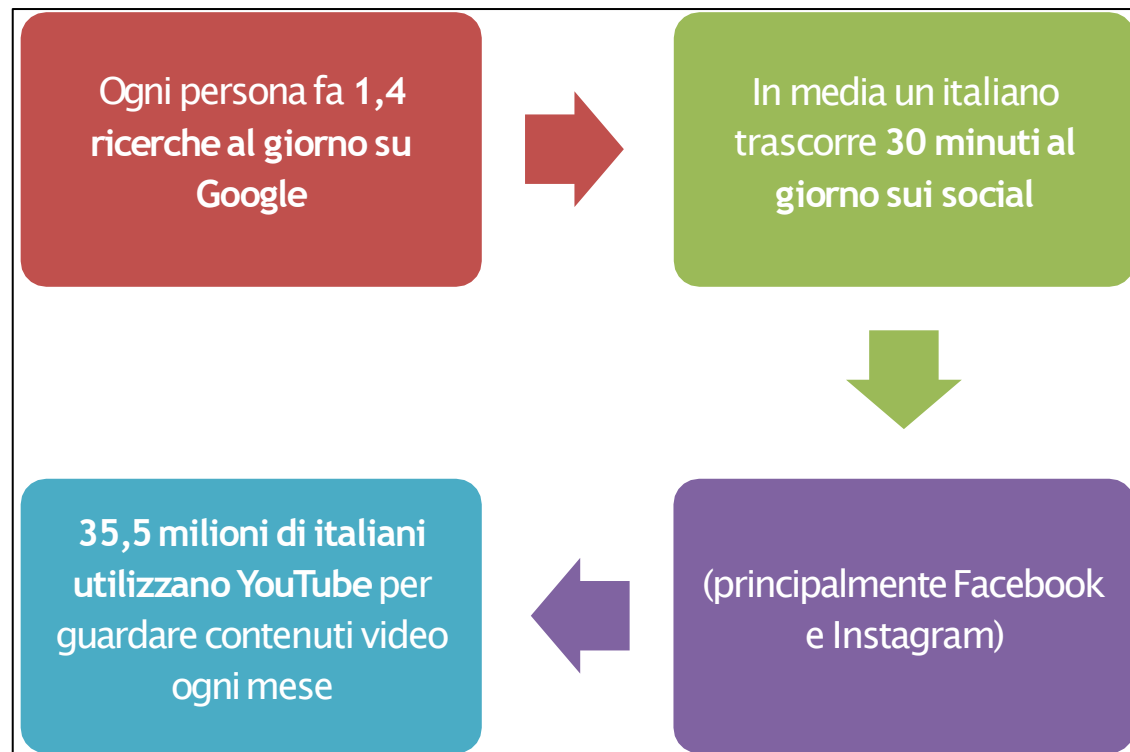 Ogni persona fa 1,4
ricerche al giorno su
Google
In media un italiano
trascorre 30 minuti al
giorno sui social
(principalmente Facebook
e Instagram)
35,5 milioni di italiani
utilizzano YouTube per
guardare contenuti video
ogni mese